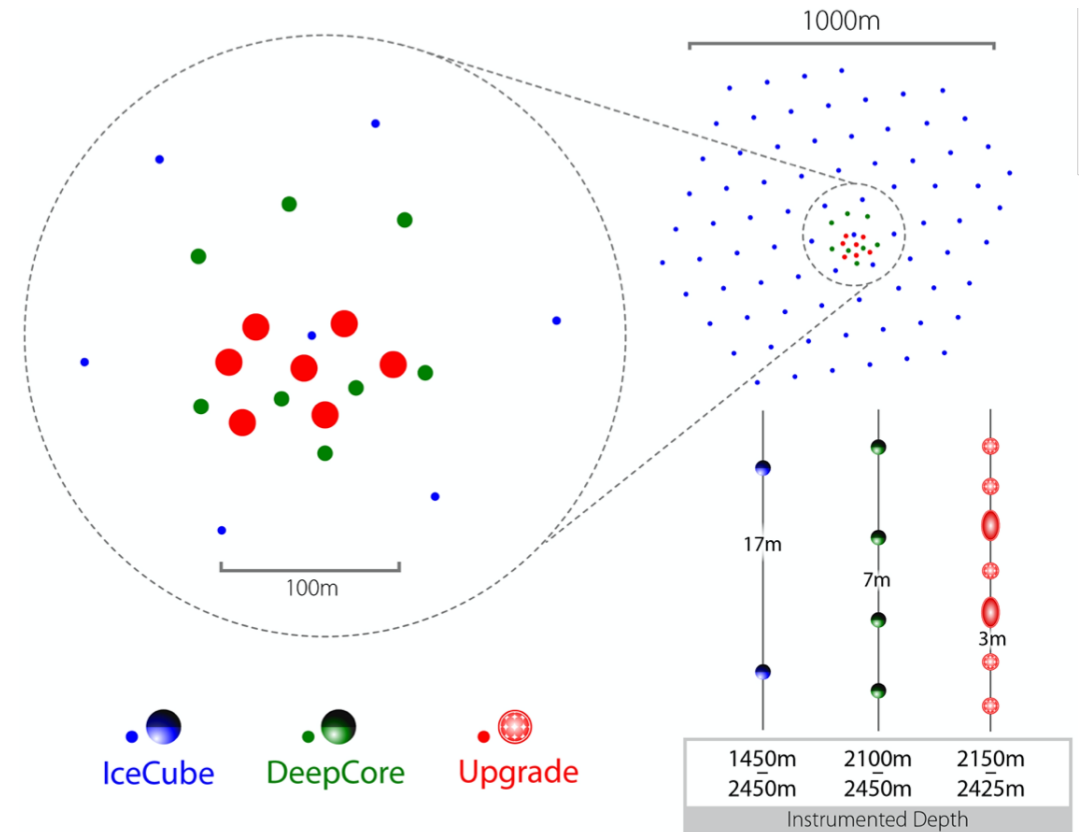 1000m
100m
17m
7m
3m
IceCube
DeepCore
Upgrade
1450m
–
2450m
2100m
–
2450m
2150m
–
2425m
Instrumented Depth